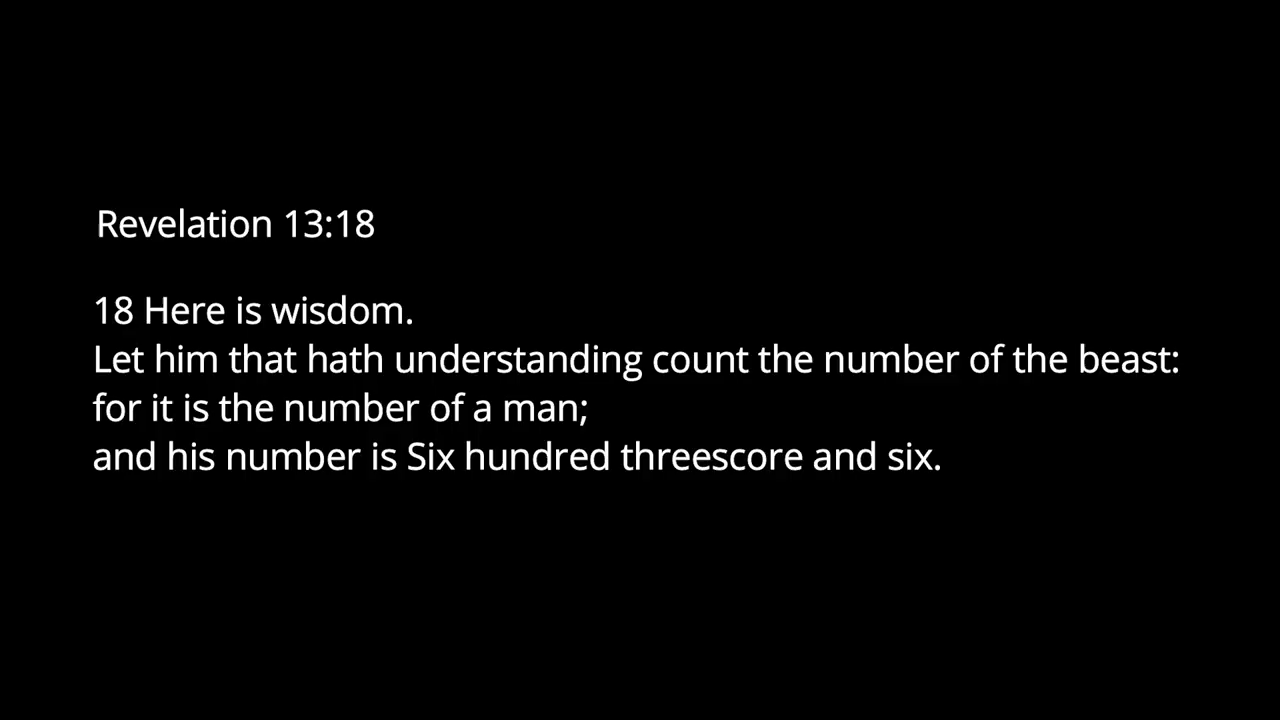 Revelation 13:18
18 Here is wisdom.
Let him that hath understanding count the number of the beast:
for it is the number of a man;
and his number is Six hundred threescore and six.